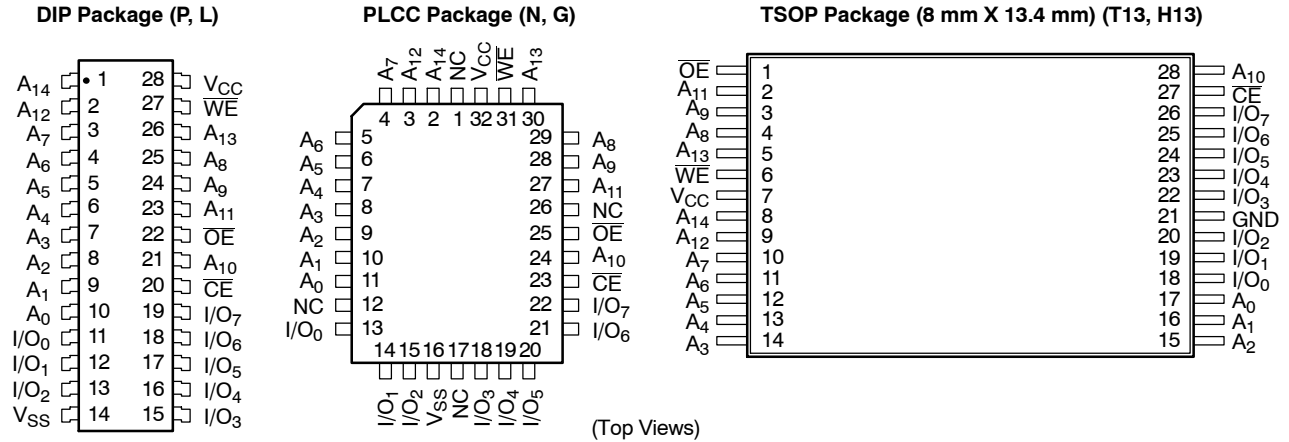 DIP Package (P, L)
A14 1 28 VCC
A12 2 27 WE
A7 3 26 A13
A6 4 25 A8
A5 5 24 A9
A4 6 23 A11
A3 7 22 OE
A2 8 21 A10
A1 9 20 CE
A0 10 19 I/O7
I/O0 11 18 I/O6
I/O1 12 17 I/O5
I/O2 13 16 I/O4
VSS 14 15 I/O3
PLCC Package (N, G)
A7 A12 A14 NC VCC WE A13
4 3 2 1 32 31 30
A6 5 29 A8
A5 6 28 A9
A4 7 27 A11
A3 8 26 NC
A2 9 25 OE
A1 10 24 A10
A0 11 23 CE
NC 12 22 I/O7
I/O0 13 21 I/O6
14 15 16 17 18 19 20
I/O1 I/O2 VSS NC I/O3 I/O4 I/O5
TSOP Package (8 mm X 13.4 mm) (T13, H13)
OE 1 28 A10
A11 2 27 CE
A9 3 26 I/O7
A8 4 25 I/O6
A13 5 24 I/O5
WE 6 23 I/O4
VCC 7 22 I/O3
A14 8 21 GND
A12 9 20 I/O2
A7 10 19 I/O1
A6 11 18 I/O0
A5 12 17 A0
A4 13 16 A1
A3 14 15 A2
(Top Views)